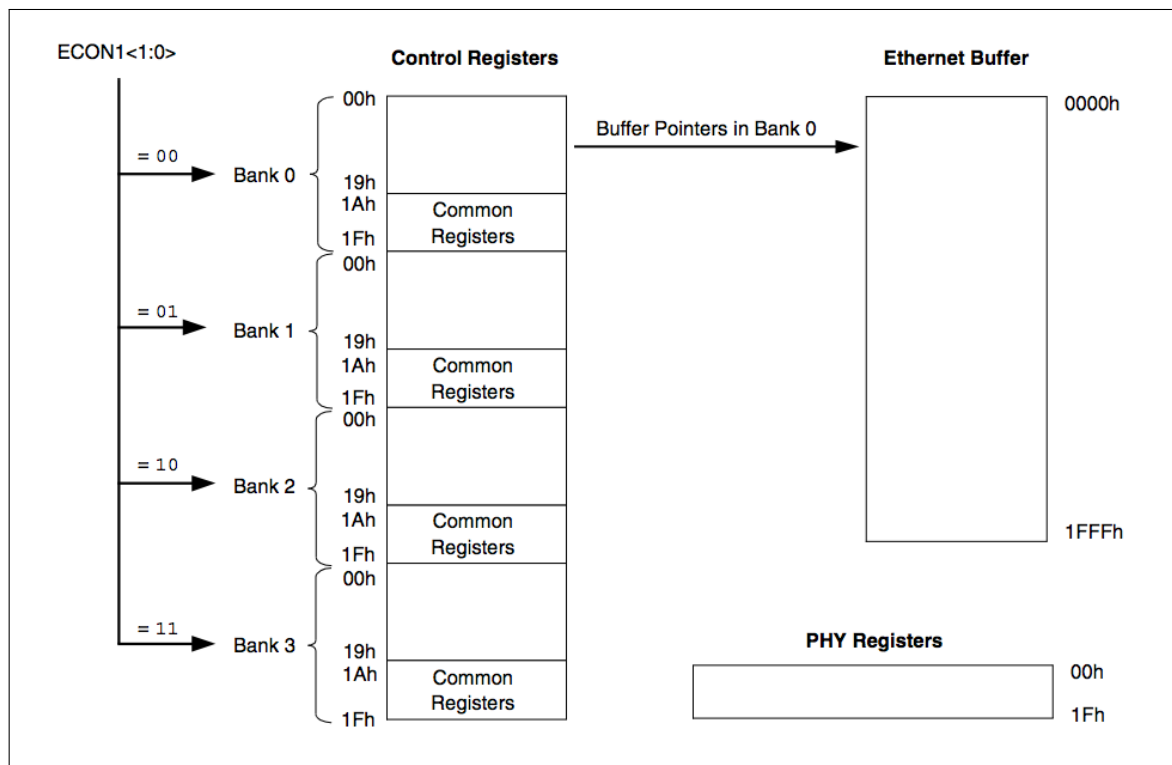 ECON1<1:0>
Control Registers
Ethernet Buffer
00h
0000h
Buffer Pointers in Bank 0
= 00
Bank 0
19h
1Ah
Common
Registers
1Fh
00h
= 01
Bank 1
19h
1Ah
Common
Registers
1Fh
00h
= 10
Bank 2
19h
1Ah
Common
Registers
1Fh
1FFFh
00h
= 11
Bank 3
19h
1Ah
Common
Registers
1Fh
PHY Registers
00h
1Fh